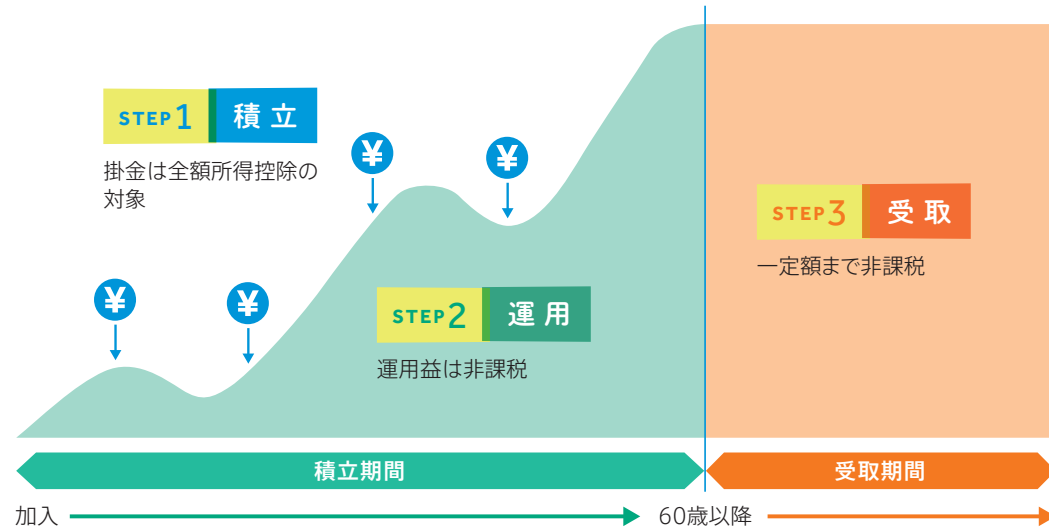 STEP1 積立
掛金は全額所得控除の
対象
¥
¥
¥
¥
STEP2 運用
運用益は非課税
STEP3 受取
一定額まで非課税
積立期間
受取期間
加入
60歳以降